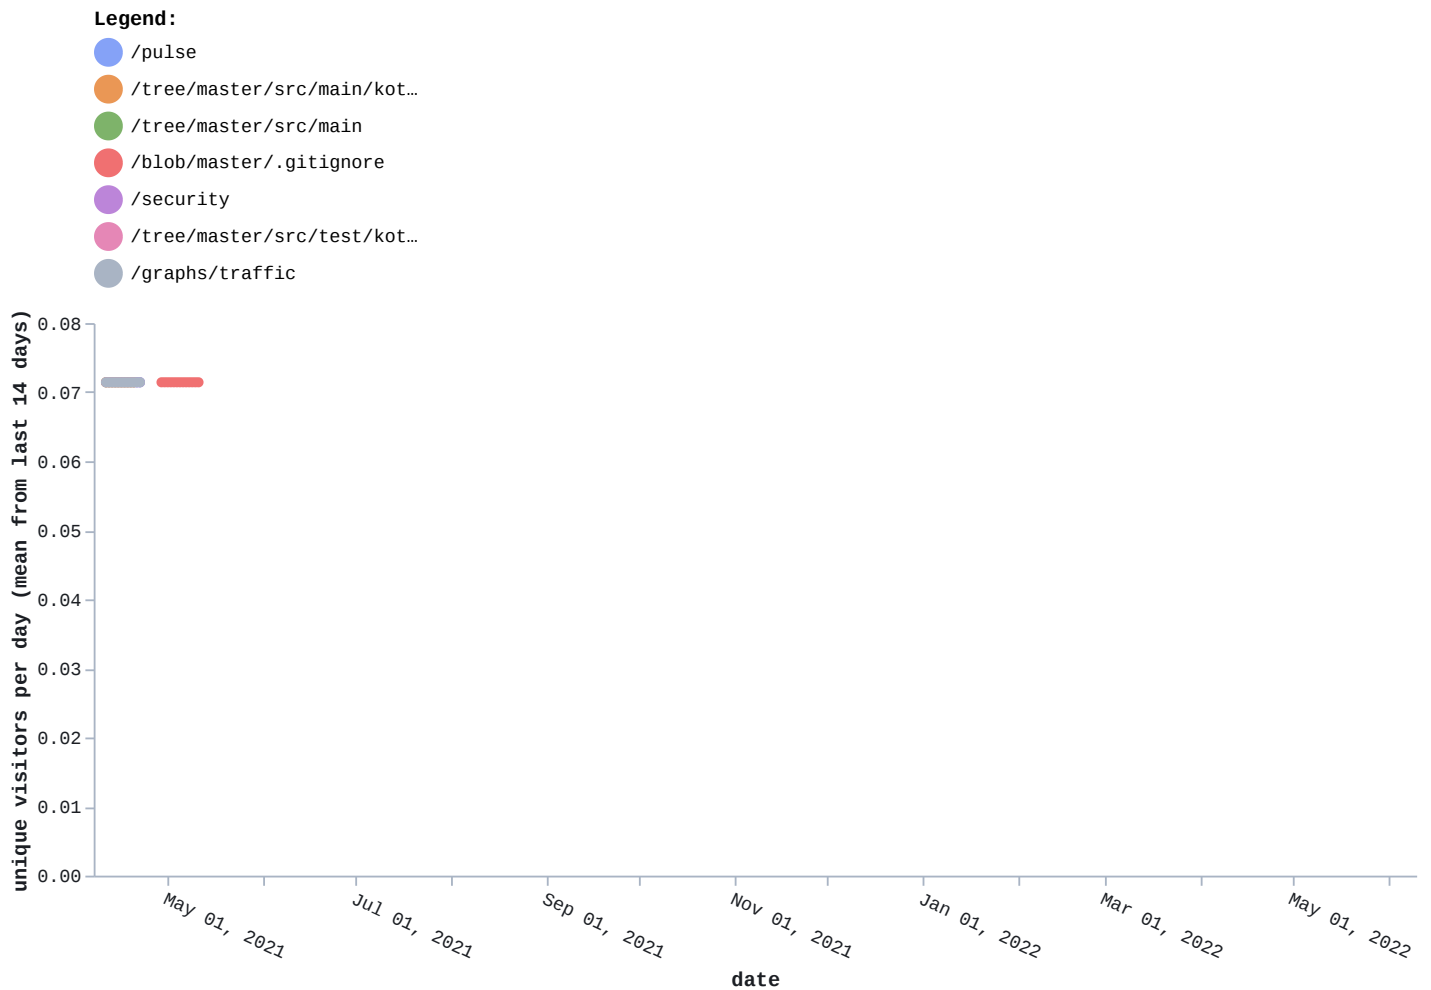 Legend:
/pulse
/tree/master/src/main/kot…
/tree/master/src/main
/blob/master/.gitignore
/security
/tree/master/src/test/kot…
/graphs/traffic
unique visitors per day (mean from last 14 days)
0.08
0.07
0.06
0.05
0.04
0.03
0.02
0.01
0.00
May 01, 2021
Jul 01, 2021
Sep 01, 2021
Nov 01, 2021
Jan 01, 2022
Mar 01, 2022
May 01, 2022
date